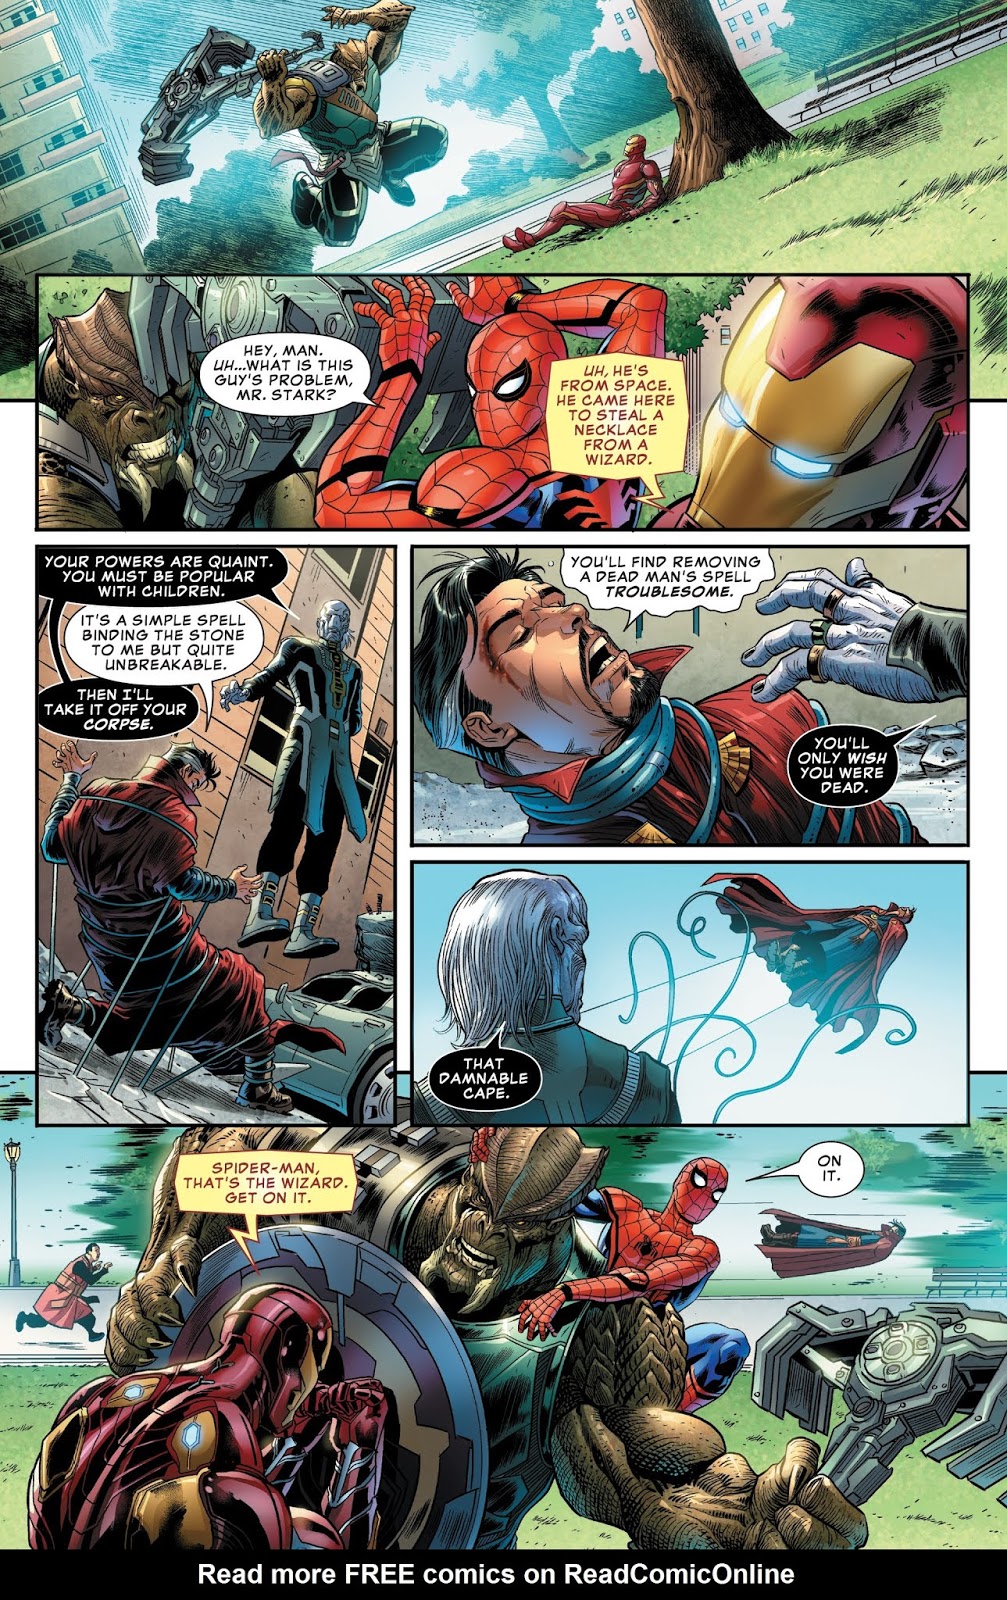 HEY, MAN.
UH...WHAT IS THIS
GUY'S PROBLEM,
MR. STARK?
UH, HE'S
FROM SPACE.
HE CAME HERE
TO STEAL A
NECKLACE
FROM A
WIZARD.
YOUR POWERS ARE QUAINT.
YOU MUST BE POPULAR
WITH CHILDREN.
IT'S A SIMPLE SPELL
BINDING THE STONE
TO ME BUT QUITE
UNBREAKABLE.
THEN I'LL
TAKE IT OFF YOUR
CORPSE.
YOU'LL FIND REMOVING
A DEAD MAN'S SPELL
TROUBLESOME.
YOU'LL
ONLY WISH
YOU WERE
DEAD.
THAT
DAMNABLE
CAPE.
SPIDER-MAN,
THAT'S THE WIZARD.
GET ON IT.
ON
IT.
Read more FREE comics on ReadComicOnline